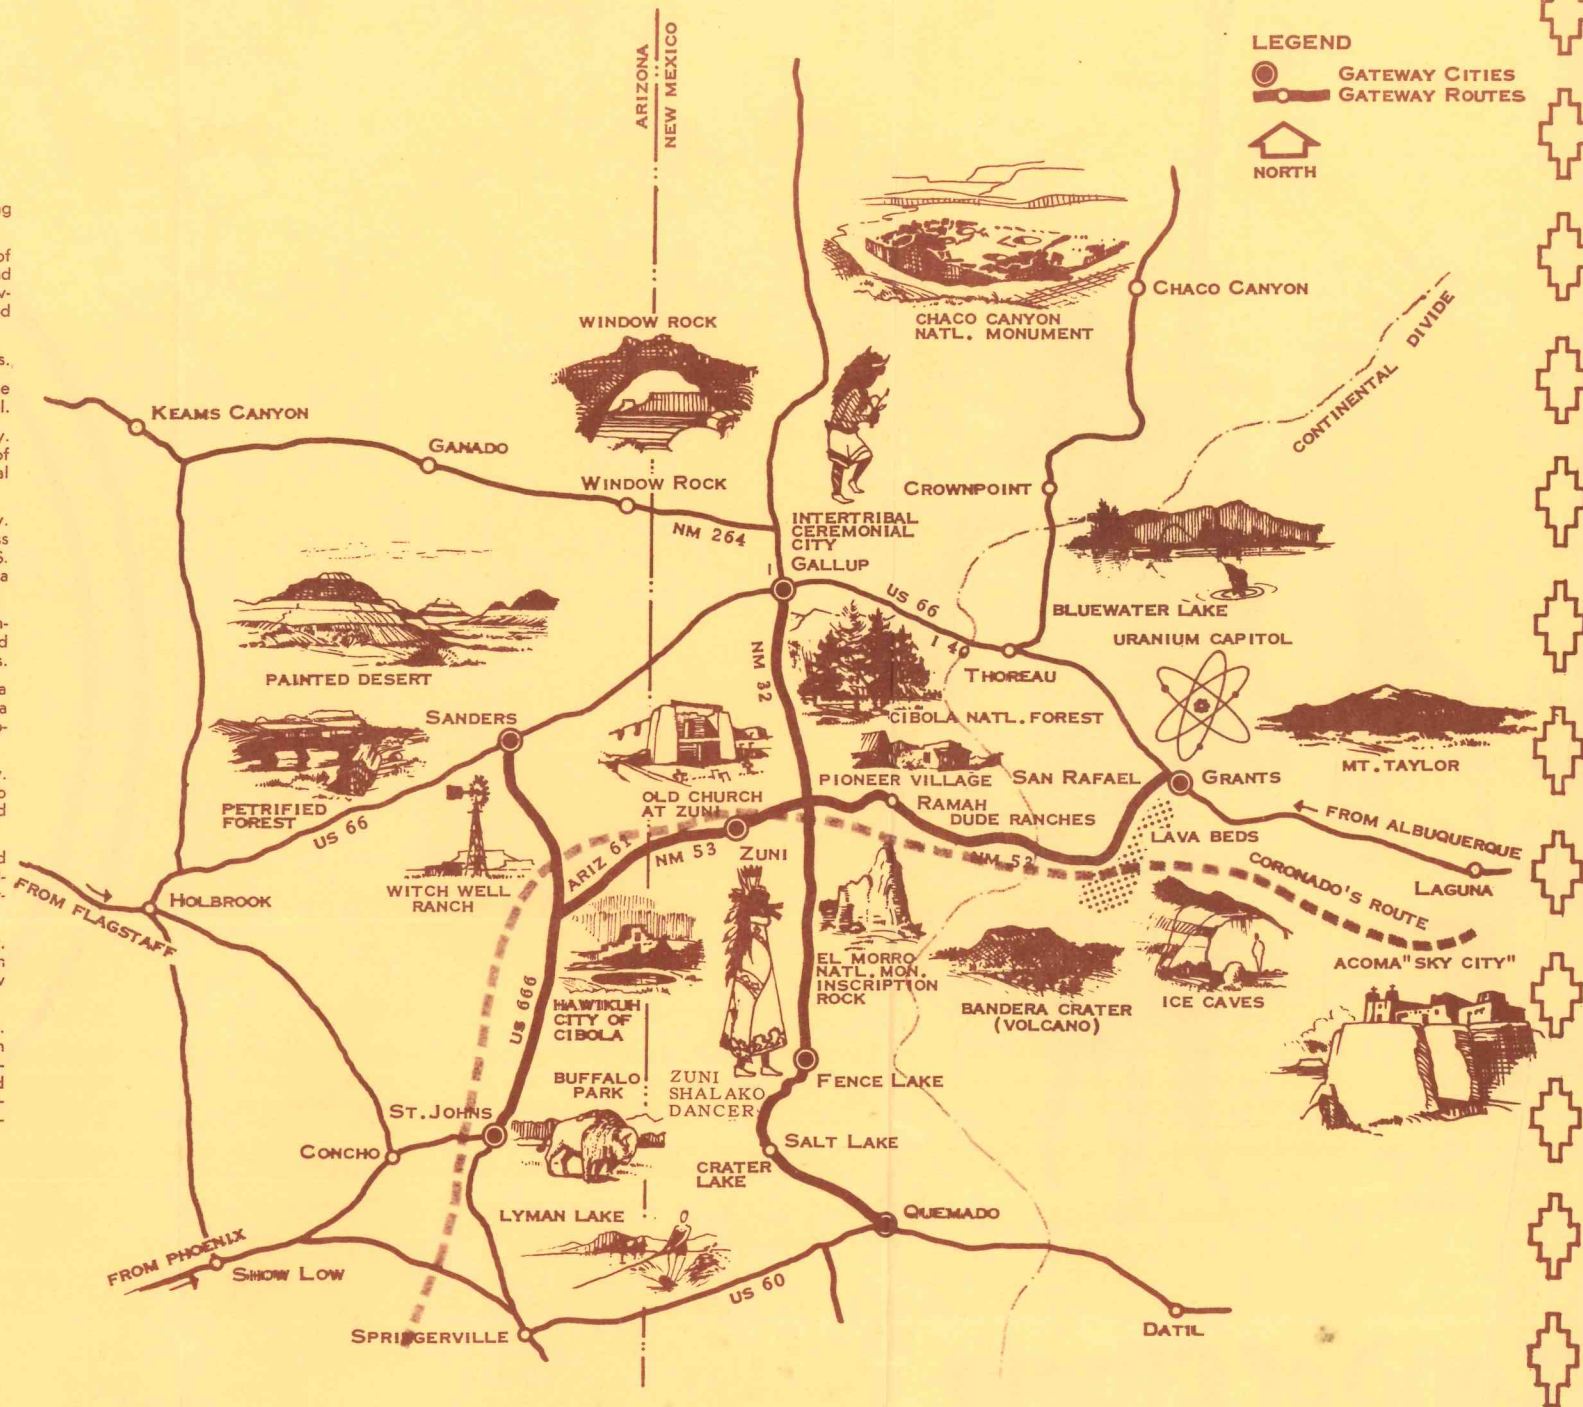 LEGEND
GATEWAY CITIES
GATEWAY ROUTES
NORTH
ARIZONA
NEW MEXICO
CHACO CANYON
NATL. MONUMENT
CHACO CANYON
CONTINENTAL DIVIDE
WINDOW ROCK
KEAMS CANYON
GANADO
WINDOW ROCK
NM 264
CROWNPOINT
INTERTRIBAL
CEREMONIAL
CITY
GALLUP
US 66
I 40
BLUEWATER LAKE
URANIUM CAPITOL
THOREAU
NM 32
PAINTED DESERT
CIBOLA NATL. FOREST
SANDERS
MT. TAYLOR
PIONEER VILLAGE
SAN RAFAEL
GRANTS
PETRIFIED
FOREST
US 66
OLD CHURCH
AT ZUNI
RAMAH
DUDE RANCHES
LAVA BEDS
FROM ALBUQUERQUE
ARIZ 61
NM 53
ZUNI
NM 53
CORONADO'S ROUTE
LAGUNA
WITCH WELL
RANCH
HOLBROOK
FROM FLAGSTAFF
EL MORRO
NATL. MON.
INSCRIPTION
ROCK
ACOMA "SKY CITY"
BANDERA CRATER
(VOLCANO)
ICE CAVES
HAWIKUH
CITY OF
CIBOLA
US 666
BUFFALO
PARK
ZUNI
SHALAKO
DANCER
FENCE LAKE
ST. JOHNS
CONCHO
SALT LAKE
CRATER
LAKE
LYMAN LAKE
QUEMADO
FROM PHOENIX
SHOW LOW
US 60
SPRINGERVILLE
DATIL